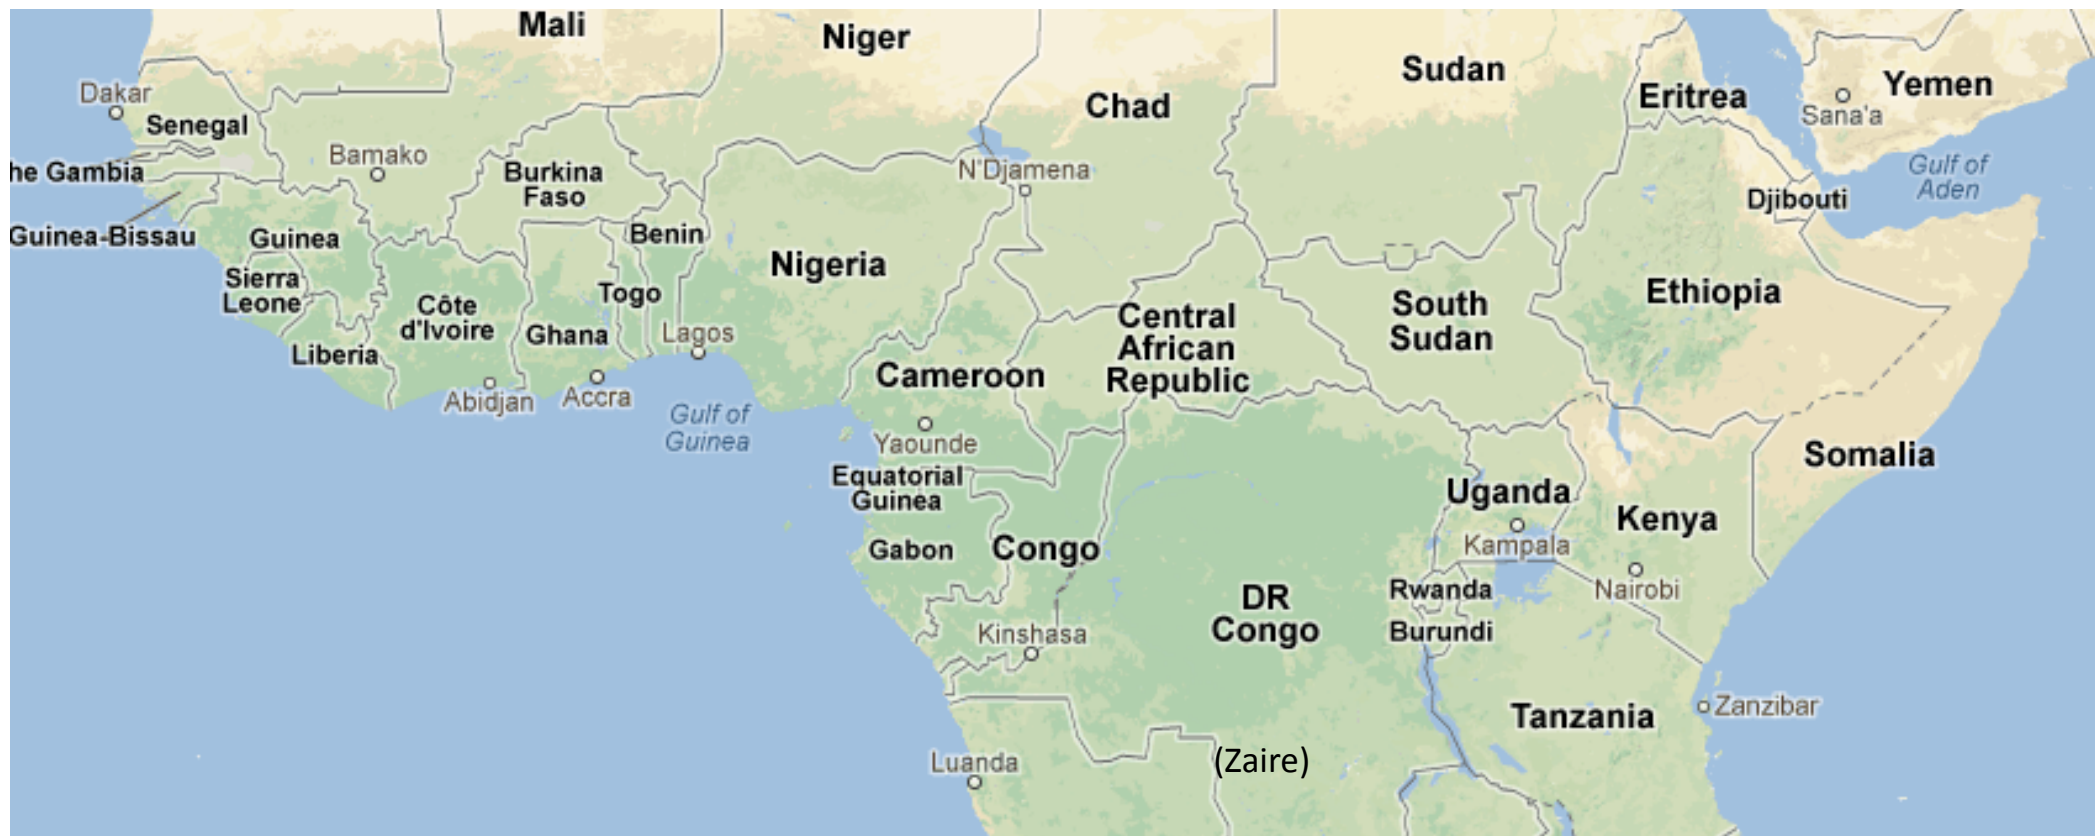 Mali
Niger
Sudan
Yemen
Dakar
Chad
Eritrea
Sana'a
Senegal
Bamako
N'Djamena
Gulf of
Aden
he Gambia
Burkina
Faso
Djibouti
Guinea-Bissau
Guinea
Benin
Nigeria
Ethiopia
Sierra
Leone
Togo
Côte
d'Ivoire
Ghana
Lagos
Central
African
Republic
South
Sudan
Liberia
Cameroon
Abidjan
Accra
Gulf of
Guinea
Yaounde
Somalia
Equatorial
Guinea
Uganda
Kenya
Gabon
Congo
Kampala
DR
Congo
Rwanda
Nairobi
Burundi
Kinshasa
Tanzania
Zanzibar
Luanda
(Zaire)